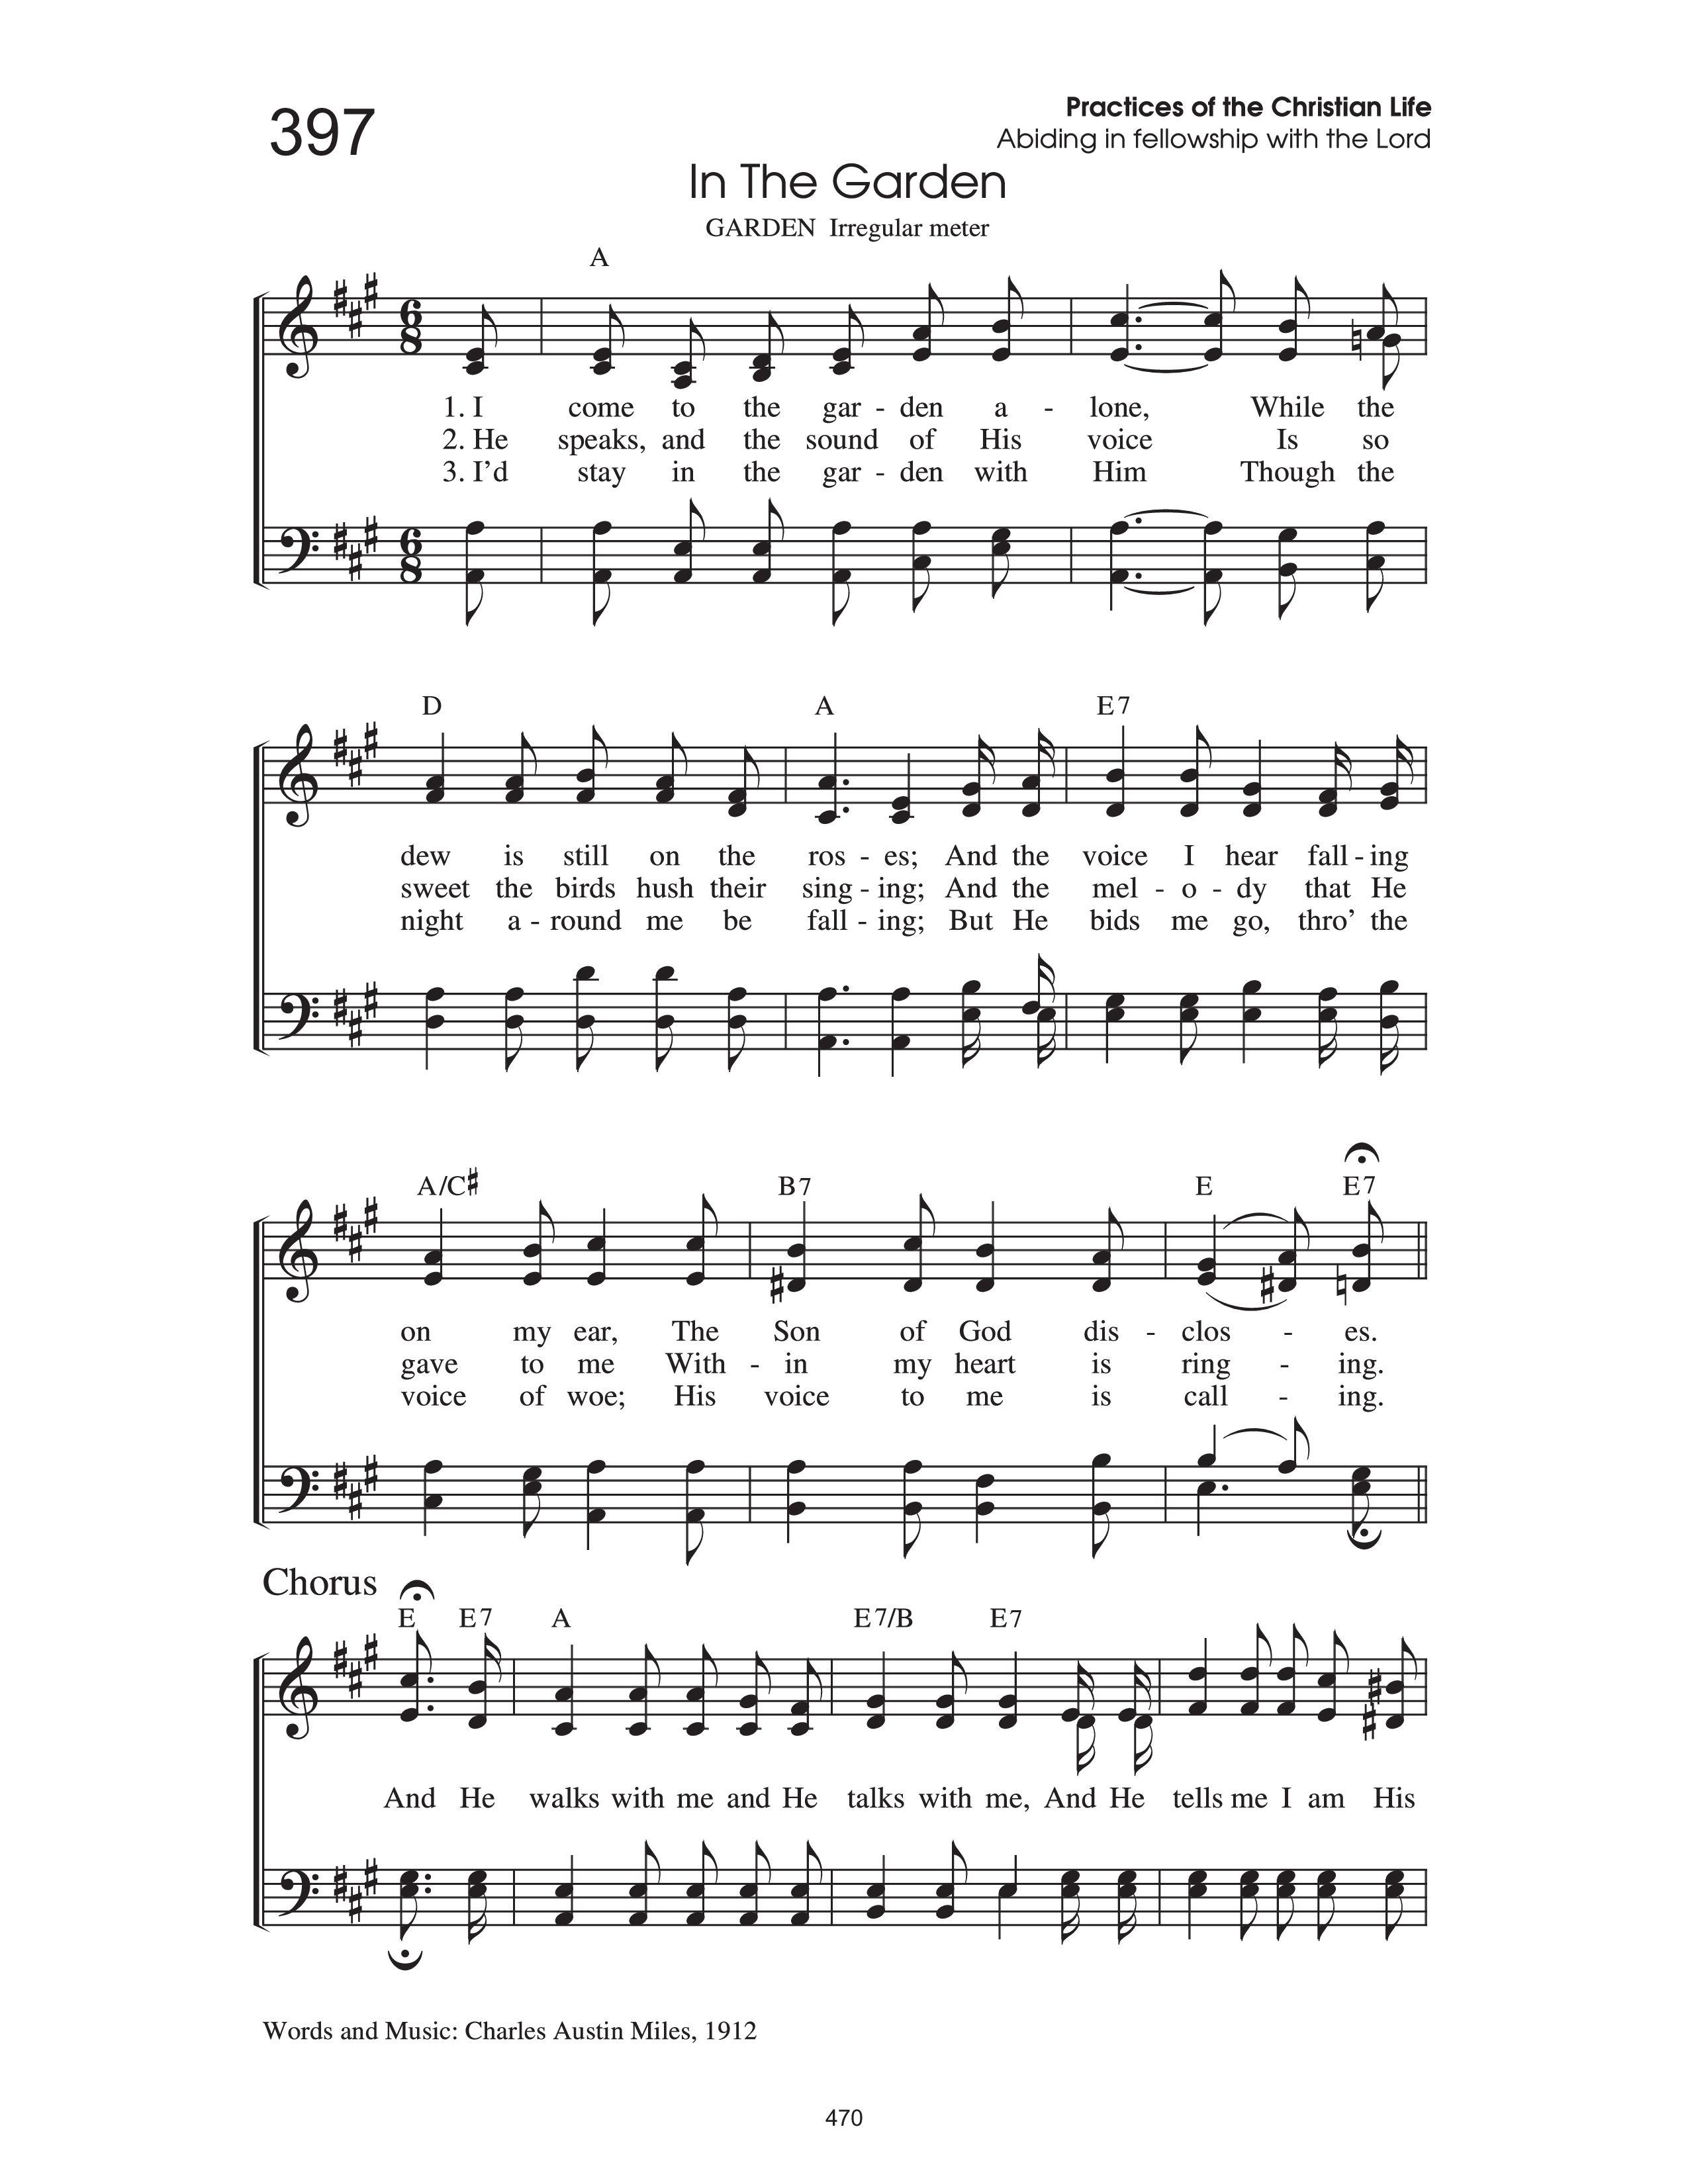 397
Practices of the Christian Life
Abiding in fellowship with the Lord
In The Garden
GARDEN Irregular meter
A
6 8
1. I come to the gar - den a - lone, While the
2. He speaks, and the sound of His voice Is so
3. I'd stay in the gar - den with Him Though the
6 8
D A E7
dew is still on the ros - es; And the voice I hear fall - ing
sweet the birds hush their sing - ing; And the mel - o - dy that He
night a - round me be fall - ing; But He bids me go, thro' the
A/C♯ B7 E E7
on my ear, The Son of God dis - clos - es.
gave to me With - in my heart is ring - ing.
voice of woe; His voice to me is call - ing.
Chorus
E E7 A E7/B E7
And He walks with me and He talks with me, And He tells me I am His
Words and Music: Charles Austin Miles, 1912
470